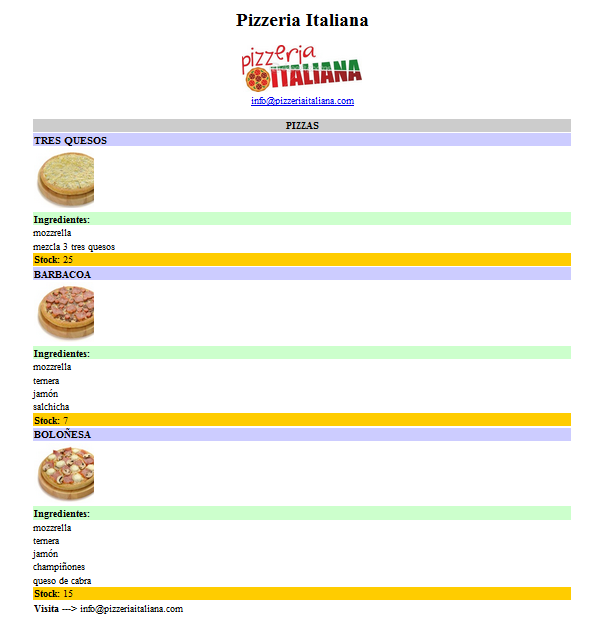 Pizzeria Italiana
pizzeria
ITALIANA
info@pizzeriaitaliana.com
PIZZAS
TRES QUESOS
Ingredientes:
mozzrella
mezcla 3 tres quesos
Stock: 25
BARBACOA
Ingredientes:
mozzrella
ternera
jamón
salchicha
Stock: 7
BOLOÑESA
Ingredientes:
mozzrella
ternera
jamón
champiñones
queso de cabra
Stock: 15
Visita ---> info@pizzeriaitaliana.com